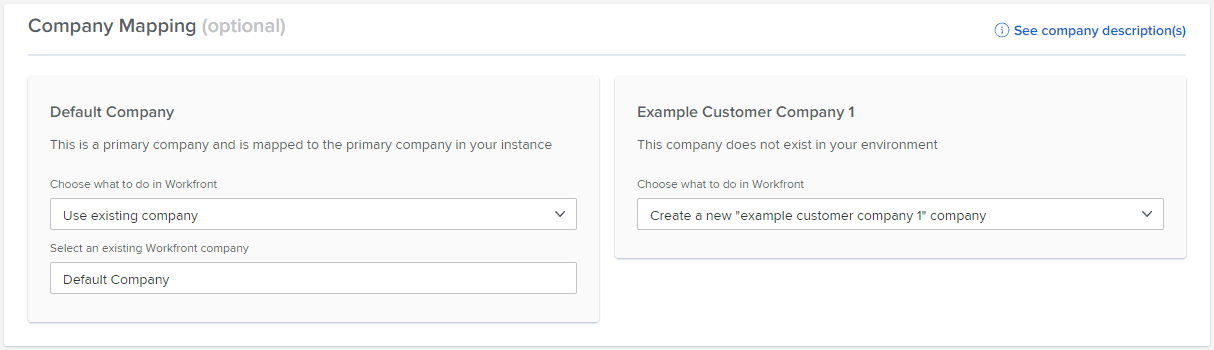 Company Mapping (optional)
See company description(s)
Default Company
This is a primary company and is mapped to the primary company in your instance
Choose what to do in Workfront
Use existing company
Select an existing Workfront company
Default Company
Example Customer Company 1
This company does not exist in your environment
Choose what to do in Workfront
Create a new "example customer company 1" company